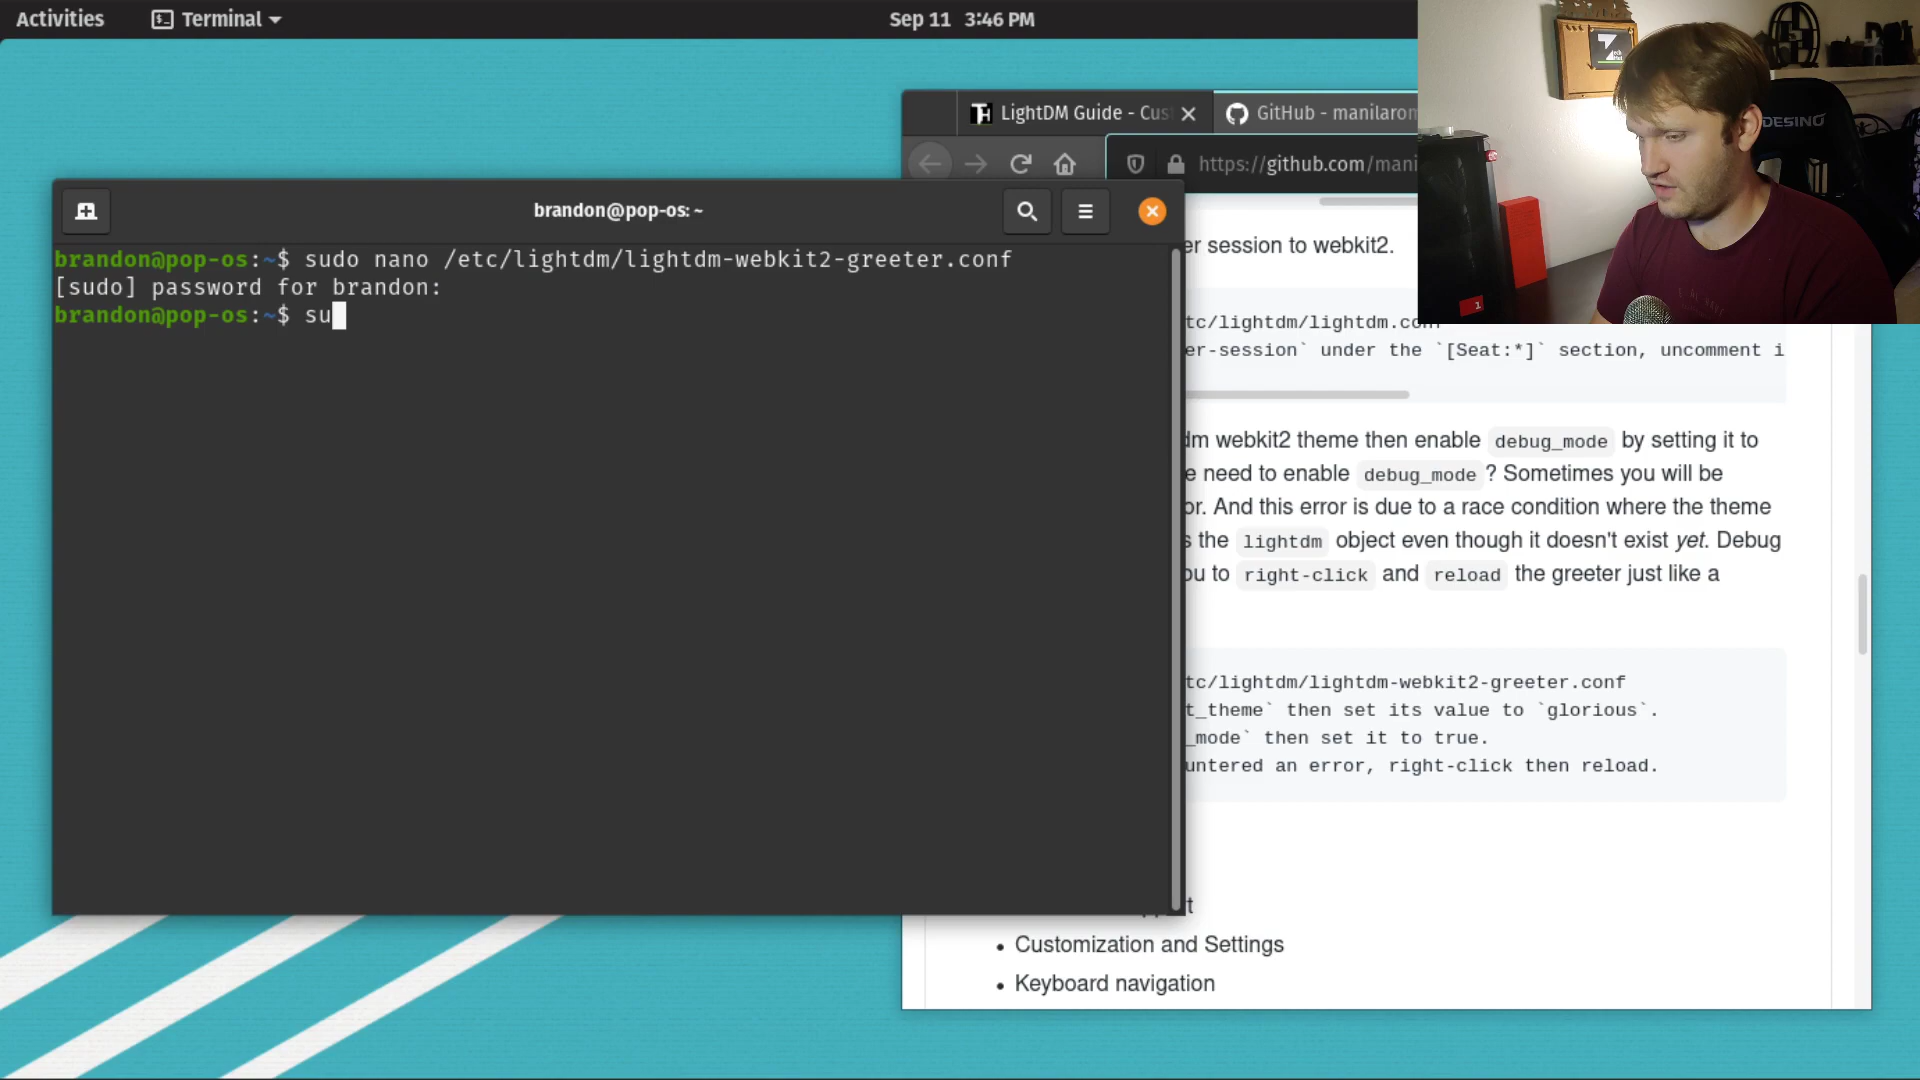 Activities
Terminal
Sep 11 3:46 PM
LightDM Guide - Cus
GitHub - manilaron
https://github.com/mani
DESINO
brandon@pop-os: ~
brandon@pop-os:~$ sudo nano /etc/lightdm/lightdm-webkit2-greeter.conf
[sudo] password for brandon:
brandon@pop-os:~$ su
er session to webkit2.
tc/lightdm/lightdm.conf
er-session` under the `[Seat:*]` section, uncomment i
dm webkit2 theme then enable debug_mode by setting it to
e need to enable debug_mode ? Sometimes you will be
or. And this error is due to a race condition where the theme
s the lightdm object even though it doesn't exist yet. Debug
ou to right-click and reload the greeter just like a
tc/lightdm/lightdm-webkit2-greeter.conf
t_theme` then set its value to `glorious`.
_mode` then set it to true.
untered an error, right-click then reload.
Customization and Settings
Keyboard navigation